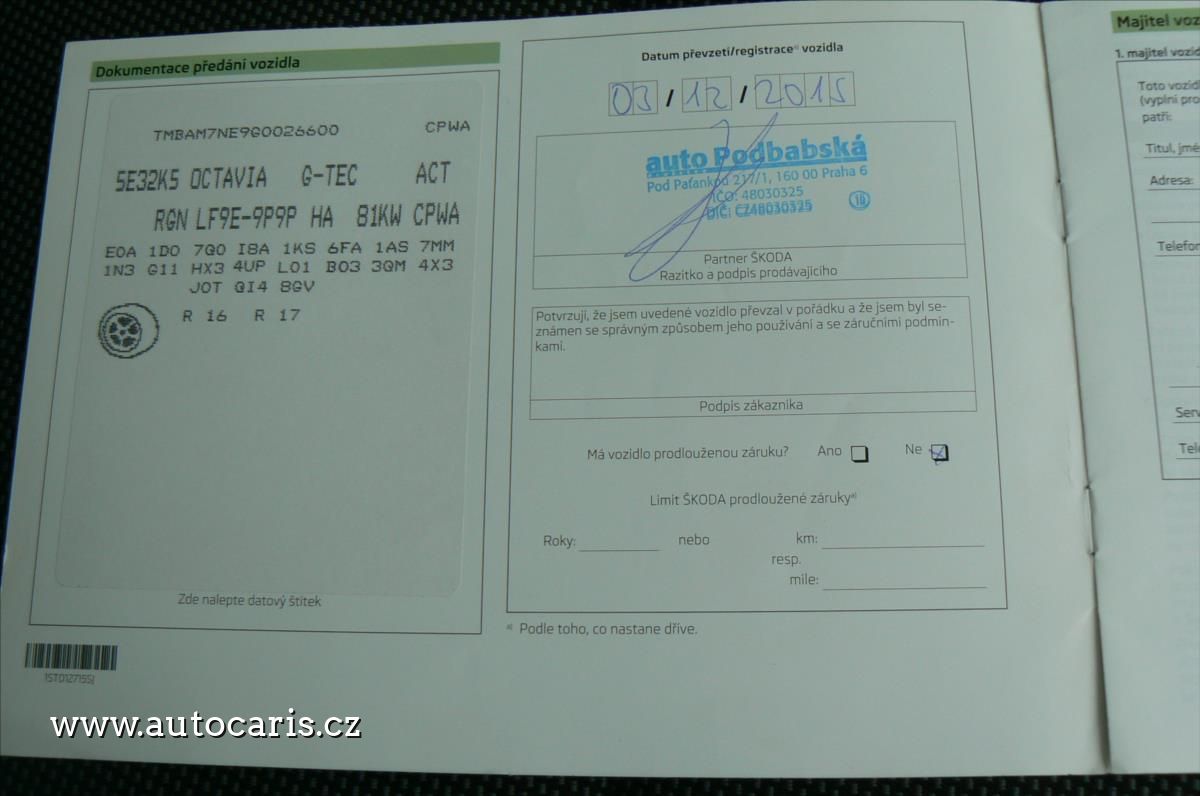 Dokumentace předání vozidla
TMBAM7NE9G0026600 CPWA
5E32K5 OCTAVIA G-TEC ACT
RGN LF9E-9P9P HA 81KW CPWA
E0A 1D0 7Q0 I8A 1KS 6FA 1AS 7MM
1N3 G11 HX3 4UP L01 B03 3QM 4X3
J0T QI4 8GV
R 16 R 17
Zde nalepte datový štítek
Datum převzetí/registrace a) vozidla
03/12/2015
auto Podbabská
Pod Paťankou 217/1, 160 00 Praha 6
IČO: 48030325
DIČ: CZ48030325
Partner ŠKODA
Razítko a podpis prodávajícího
Potvrzuji, že jsem uvedené vozidlo převzal v pořádku a že jsem byl se-
známen se správným způsobem jeho používání a se záručními podmín-
kami.
Podpis zákazníka
Má vozidlo prodlouženou záruku? Ano Ne
Limit ŠKODA prodloužené záruky a)
Roky: nebo km:
resp.
míle:
a) Podle toho, co nastane dříve.
Majitel voz
1. majitel vozid
Toto vozidl
(vyplní pro
patří:
Titul, jmé
Adresa:
Telefor
Serv
Tele
www.autocaris.cz